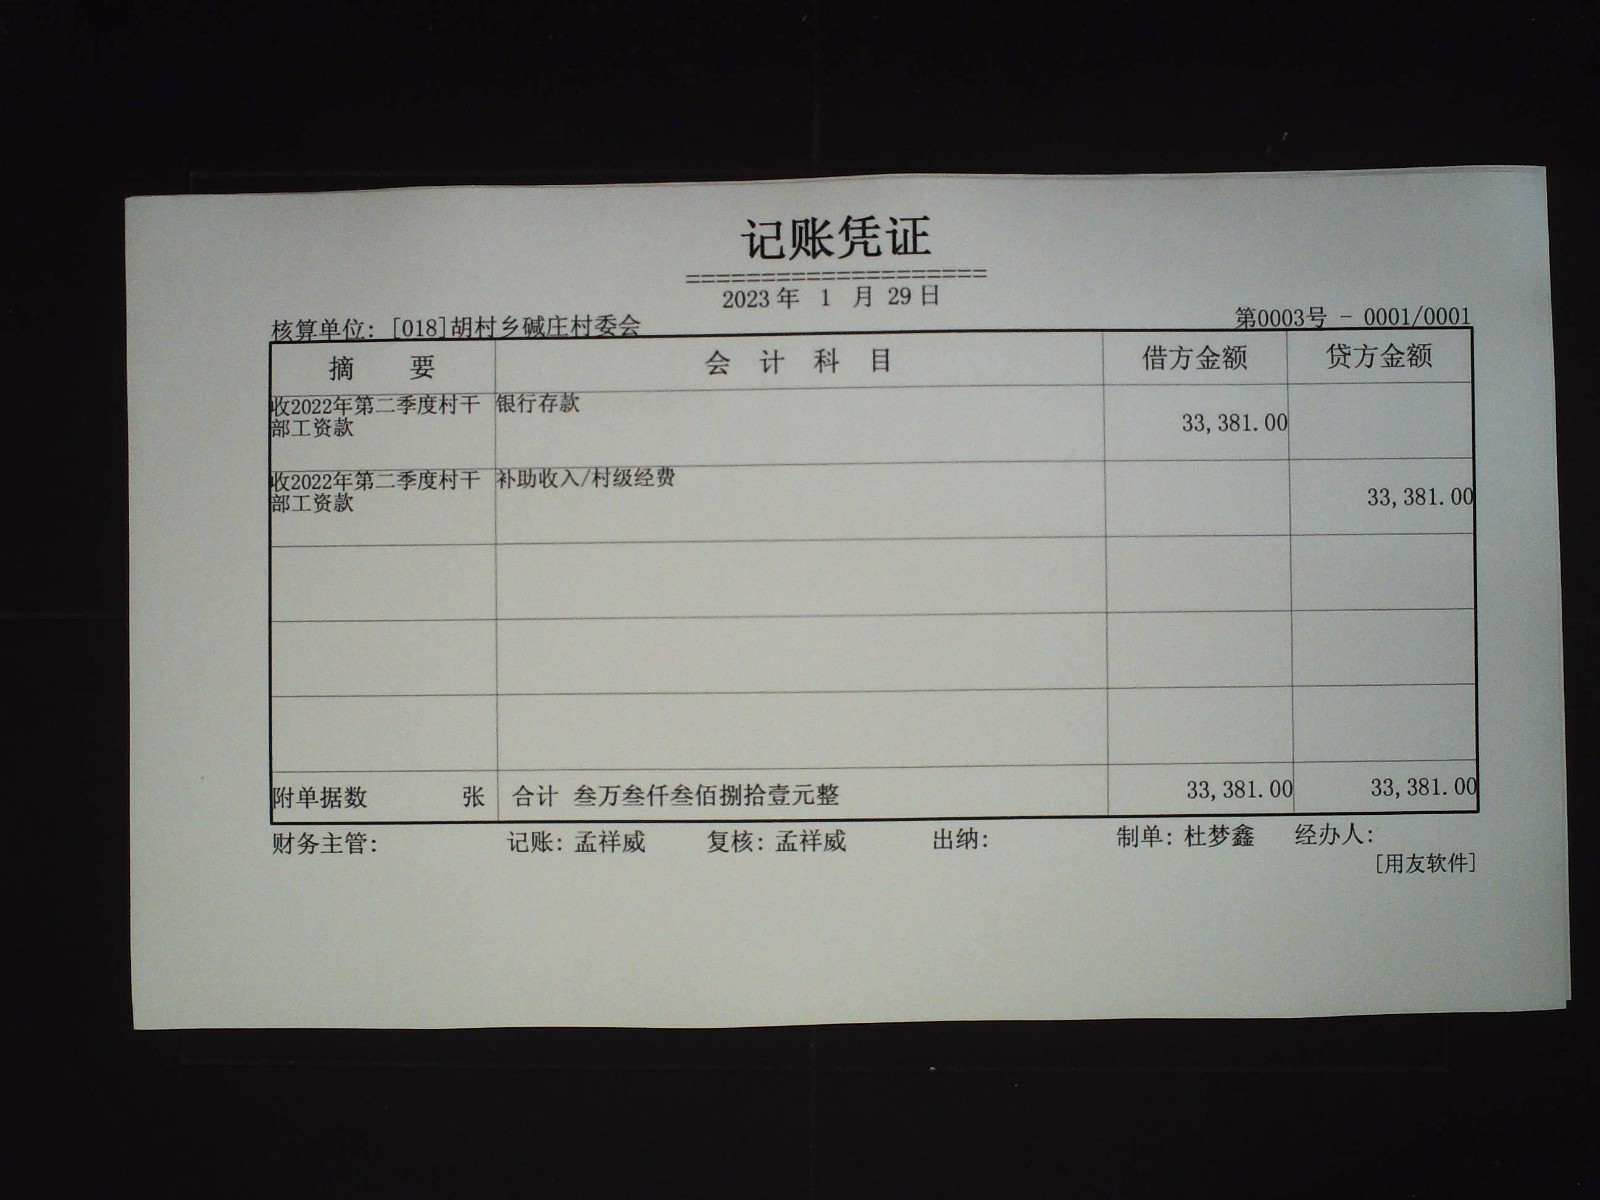 记账凭证
====================
2023 年 1 月 29 日
核算单位: [018]胡村乡碱庄村委会 第0003号 - 0001/0001
摘 要 会 计 科 目 借方金额 贷方金额
收2022年第二季度村干 银行存款
部工资款 33,381.00
收2022年第二季度村干 补助收入/村级经费
部工资款 33,381.00
附单据数 张 合计 叁万叁仟叁佰捌拾壹元整 33,381.00 33,381.00
财务主管: 记账: 孟祥威 复核: 孟祥威 出纳: 制单: 杜梦鑫 经办人:
[用友软件]